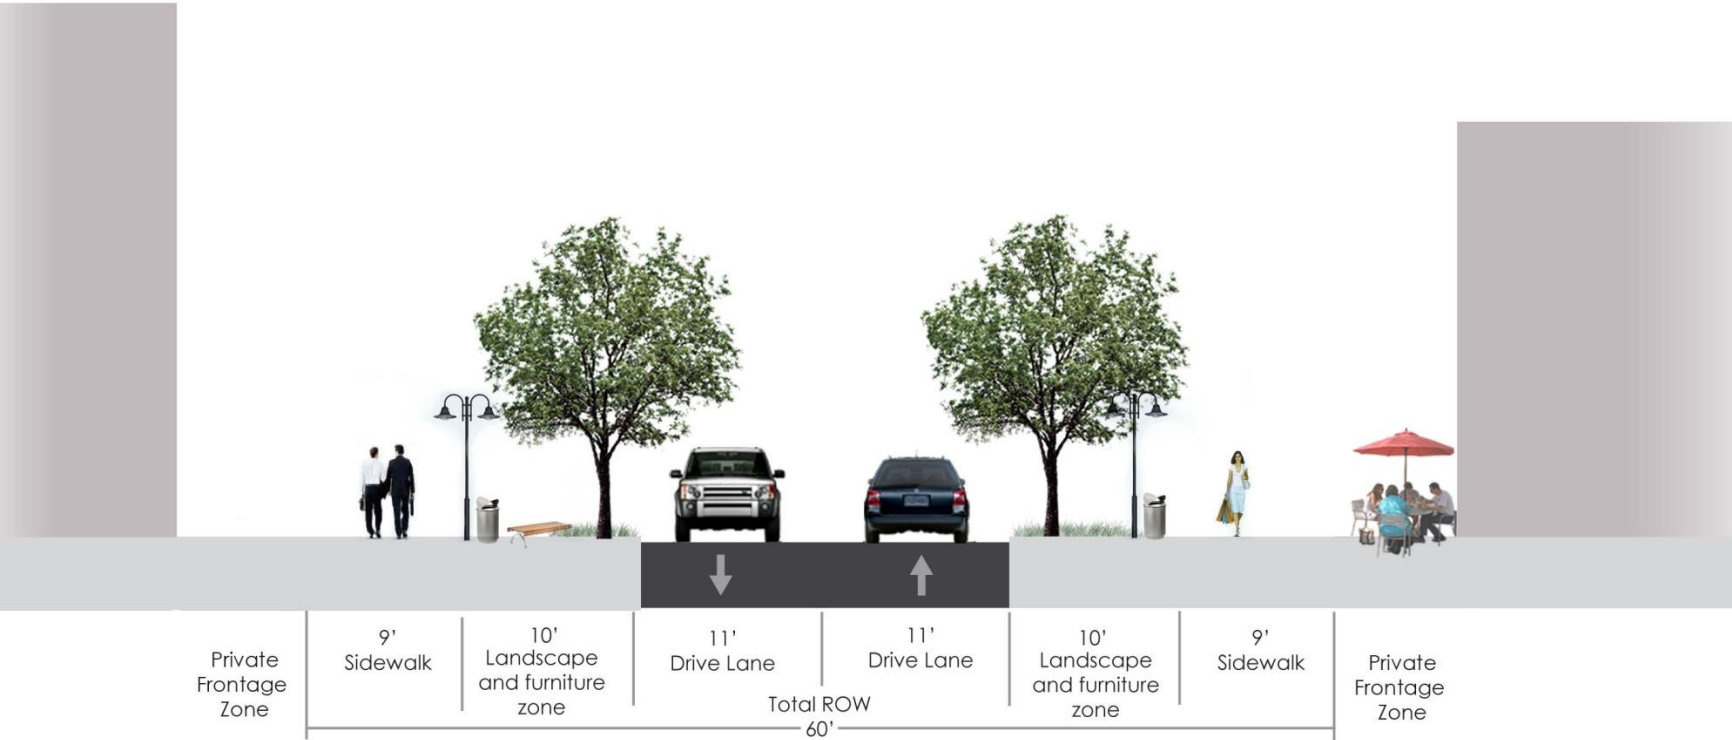 Private
Frontage
Zone
9’
Sidewalk
10’
Landscape
and furniture
zone
11’
Drive Lane
11’
Drive Lane
10’
Landscape
and furniture
zone
9’
Sidewalk
Private
Frontage
Zone
Total ROW
60’